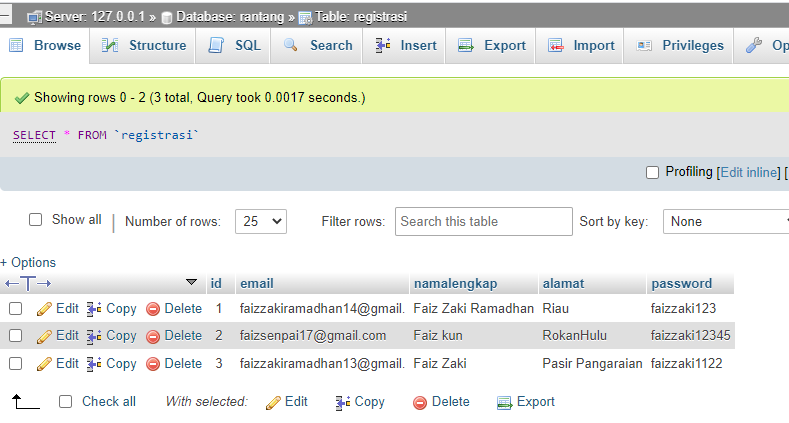 Server: 127.0.0.1 » Database: rantang » Table: registrasi
Browse Structure SQL Search Insert Export Import Privileges Op
Showing rows 0 - 2 (3 total, Query took 0.0017 seconds.)
SELECT * FROM `registrasi`
Profiling [Edit inline] [
Show all | Number of rows: 25 Filter rows: Search this table Sort by key: None
+ Options
←T→ id email namalengkap alamat password
Edit Copy Delete 1 faizzakiramadhan14@gmail. Faiz Zaki Ramadhan Riau faizzaki123
Edit Copy Delete 2 faizsenpai17@gmail.com Faiz kun RokanHulu faizzaki12345
Edit Copy Delete 3 faizzakiramadhan13@gmail. Faiz Zaki Pasir Pangaraian faizzaki1122
Check all With selected: Edit Copy Delete Export